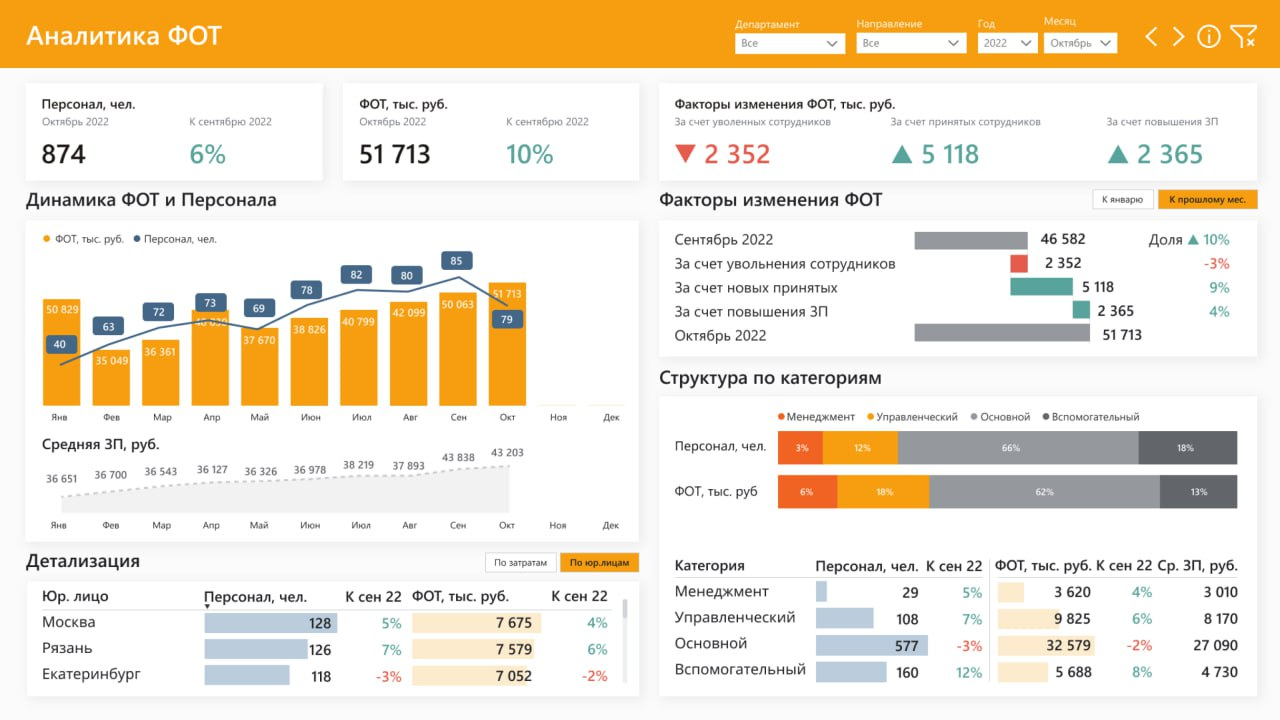 Аналитика ФОТ
Департамент Направление Год Месяц
Все Все 2022 Октябрь
Персонал, чел.
Октябрь 2022 К сентябрю 2022
874 6%
ФОТ, тыс. руб.
Октябрь 2022 К сентябрю 2022
51 713 10%
Факторы изменения ФОТ, тыс. руб.
За счет уволенных сотрудников За счет принятых сотрудников За счет повышения ЗП
▼ 2 352 ▲ 5 118 ▲ 2 365
Динамика ФОТ и Персонала
ФОТ, тыс. руб. Персонал, чел.
40 63 72 73 69 78 82 80 85 79
50 829 35 049 36 361 37 670 38 826 40 799 42 099 50 063 51 713
Янв Фев Мар Апр Май Июн Июл Авг Сен Окт Ноя Дек
Средняя ЗП, руб.
36 651 36 700 36 543 36 127 36 326 36 978 38 219 37 893 43 838 43 203
Янв Фев Мар Апр Май Июн Июл Авг Сен Окт Ноя Дек
Детализация
По затратам По юр.лицам
Юр. лицо Персонал, чел. К сен 22 ФОТ, тыс. руб. К сен 22
Москва 128 5% 7 675 4%
Рязань 126 7% 7 579 6%
Екатеринбург 118 -3% 7 052 -2%
Факторы изменения ФОТ
К январю К прошлому мес.
Сентябрь 2022 46 582 Доля ▲ 10%
За счет увольнения сотрудников 2 352 -3%
За счет новых принятых 5 118 9%
За счет повышения ЗП 2 365 4%
Октябрь 2022 51 713
Структура по категориям
Менеджмент Управленческий Основной Вспомогательный
Персонал, чел. 3% 12% 66% 18%
ФОТ, тыс. руб 6% 18% 62% 13%
Категория Персонал, чел. К сен 22 ФОТ, тыс. руб. К сен 22 Ср. ЗП, руб.
Менеджмент 29 5% 3 620 4% 3 010
Управленческий 108 7% 9 825 6% 8 170
Основной 577 -3% 32 579 -2% 27 090
Вспомогательный 160 12% 5 688 8% 4 730